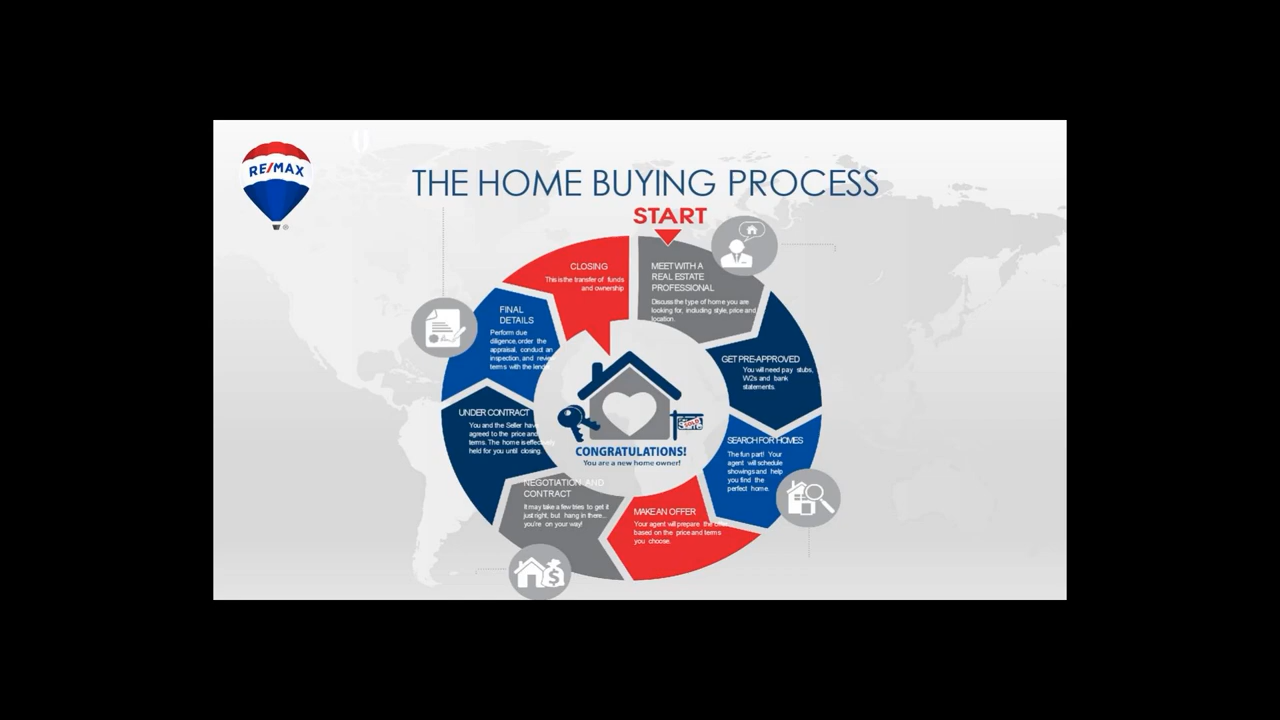 RE/MAX
THE HOME BUYING PROCESS
START
MEET WITH A
REAL ESTATE
PROFESSIONAL
Discuss the type of home you are
looking for, including style, price and
location.
GET PRE-APPROVED
You will need pay stubs,
W2s and bank
statements.
SEARCH FOR HOMES
The fun part! Your
agent will schedule
showings and help
you find the
perfect home.
MAKE AN OFFER
Your agent will prepare the offer
based on the price and terms
you choose.
NEGOTIATION AND
CONTRACT
It may take a few tries to get it
just right, but hang in there...
you're on your way!
UNDER CONTRACT
You and the Seller have
agreed to the price and
terms. The home is effectively
held for you until closing.
FINAL
DETAILS
Perform due
diligence, order the
appraisal, conduct an
inspection, and review
terms with the lender.
CLOSING
This is the transfer of funds
and ownership
SOLD
CONGRATULATIONS!
You are a new home owner!